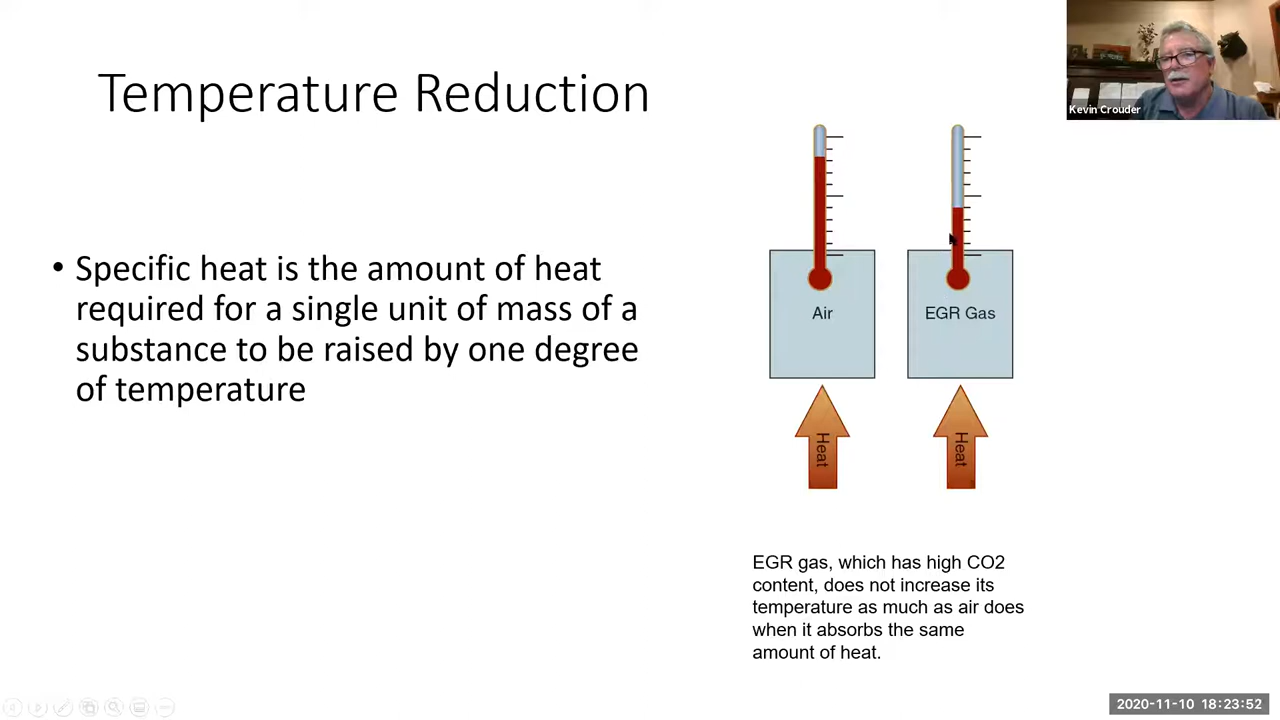 Temperature Reduction
Kevin Crouder
• Specific heat is the amount of heat
required for a single unit of mass of a
substance to be raised by one degree
of temperature
Air
EGR Gas
Heat
Heat
EGR gas, which has high CO2
content, does not increase its
temperature as much as air does
when it absorbs the same
amount of heat.
2020-11-10 18:23:52